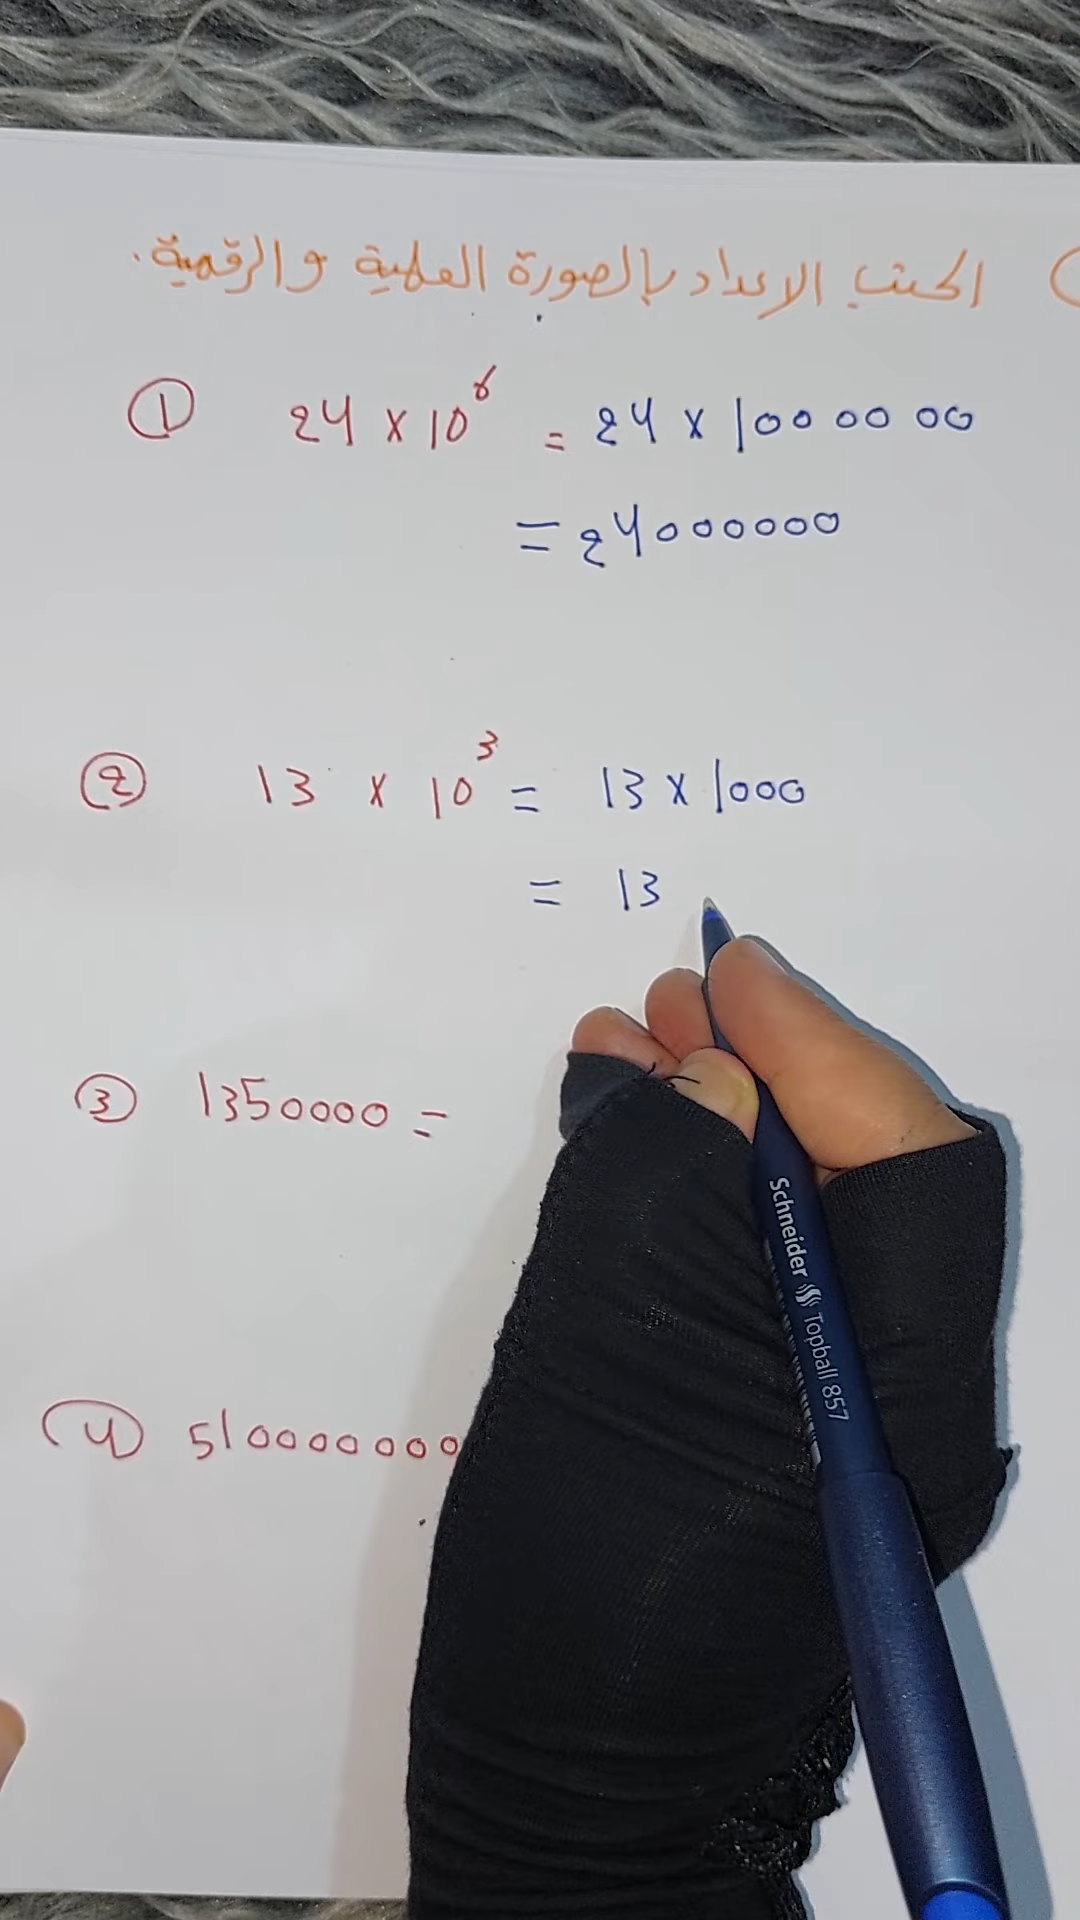 اكتب الاعداد بالصورة العلمية والرقمية.
① 24 × 10⁶ = 24 × 1000000
= 24000000
② 13 × 10³ = 13 × 1000
= 13
③ 1350000 =
④ 510000000
Schneider Topball 857